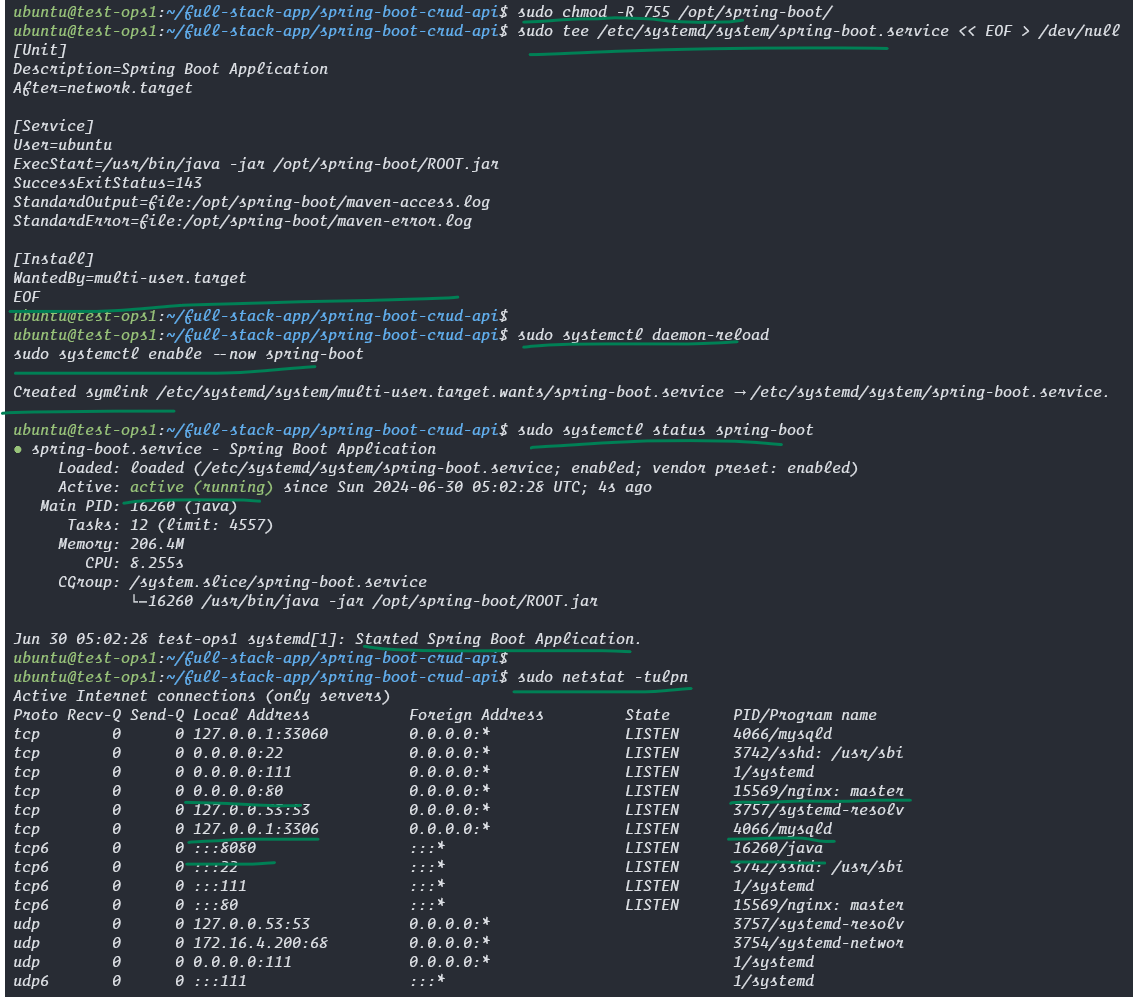 ubuntu@test-ops1:~/full-stack-app/spring-boot-crud-api$ sudo chmod -R 755 /opt/spring-boot/
ubuntu@test-ops1:~/full-stack-app/spring-boot-crud-api$ sudo tee /etc/systemd/system/spring-boot.service << EOF > /dev/null
[Unit]
Description=Spring Boot Application
After=network.target

[Service]
User=ubuntu
ExecStart=/usr/bin/java -jar /opt/spring-boot/ROOT.jar
SuccessExitStatus=143
StandardOutput=file:/opt/spring-boot/maven-access.log
StandardError=file:/opt/spring-boot/maven-error.log

[Install]
WantedBy=multi-user.target
EOF
ubuntu@test-ops1:~/full-stack-app/spring-boot-crud-api$
ubuntu@test-ops1:~/full-stack-app/spring-boot-crud-api$ sudo systemctl daemon-reload
sudo systemctl enable --now spring-boot

Created symlink /etc/systemd/system/multi-user.target.wants/spring-boot.service → /etc/systemd/system/spring-boot.service.

ubuntu@test-ops1:~/full-stack-app/spring-boot-crud-api$ sudo systemctl status spring-boot
● spring-boot.service - Spring Boot Application
     Loaded: loaded (/etc/systemd/system/spring-boot.service; enabled; vendor preset: enabled)
     Active: active (running) since Sun 2024-06-30 05:02:28 UTC; 4s ago
   Main PID: 16260 (java)
      Tasks: 12 (limit: 4557)
     Memory: 206.4M
        CPU: 8.255s
     CGroup: /system.slice/spring-boot.service
             └─16260 /usr/bin/java -jar /opt/spring-boot/ROOT.jar

Jun 30 05:02:28 test-ops1 systemd[1]: Started Spring Boot Application.
ubuntu@test-ops1:~/full-stack-app/spring-boot-crud-api$
ubuntu@test-ops1:~/full-stack-app/spring-boot-crud-api$ sudo netstat -tulpn
Active Internet connections (only servers)
Proto Recv-Q Send-Q Local Address           Foreign Address         State       PID/Program name
tcp        0      0 127.0.0.1:33060         0.0.0.0:*               LISTEN      4066/mysqld
tcp        0      0 0.0.0.0:22              0.0.0.0:*               LISTEN      3742/sshd: /usr/sbi
tcp        0      0 0.0.0.0:111             0.0.0.0:*               LISTEN      1/systemd
tcp        0      0 0.0.0.0:80              0.0.0.0:*               LISTEN      15569/nginx: master
tcp        0      0 127.0.0.53:53           0.0.0.0:*               LISTEN      3757/systemd-resolv
tcp        0      0 127.0.0.1:3306          0.0.0.0:*               LISTEN      4066/mysqld
tcp6       0      0 :::8080                 :::*                    LISTEN      16260/java
tcp6       0      0 :::22                   :::*                    LISTEN      3742/sshd: /usr/sbi
tcp6       0      0 :::111                  :::*                    LISTEN      1/systemd
tcp6       0      0 :::80                   :::*                    LISTEN      15569/nginx: master
udp        0      0 127.0.0.53:53           0.0.0.0:*                           3757/systemd-resolv
udp        0      0 172.16.4.200:68         0.0.0.0:*                           3754/systemd-networ
udp        0      0 0.0.0.0:111             0.0.0.0:*                           1/systemd
udp6       0      0 :::111                  :::*                                1/systemd